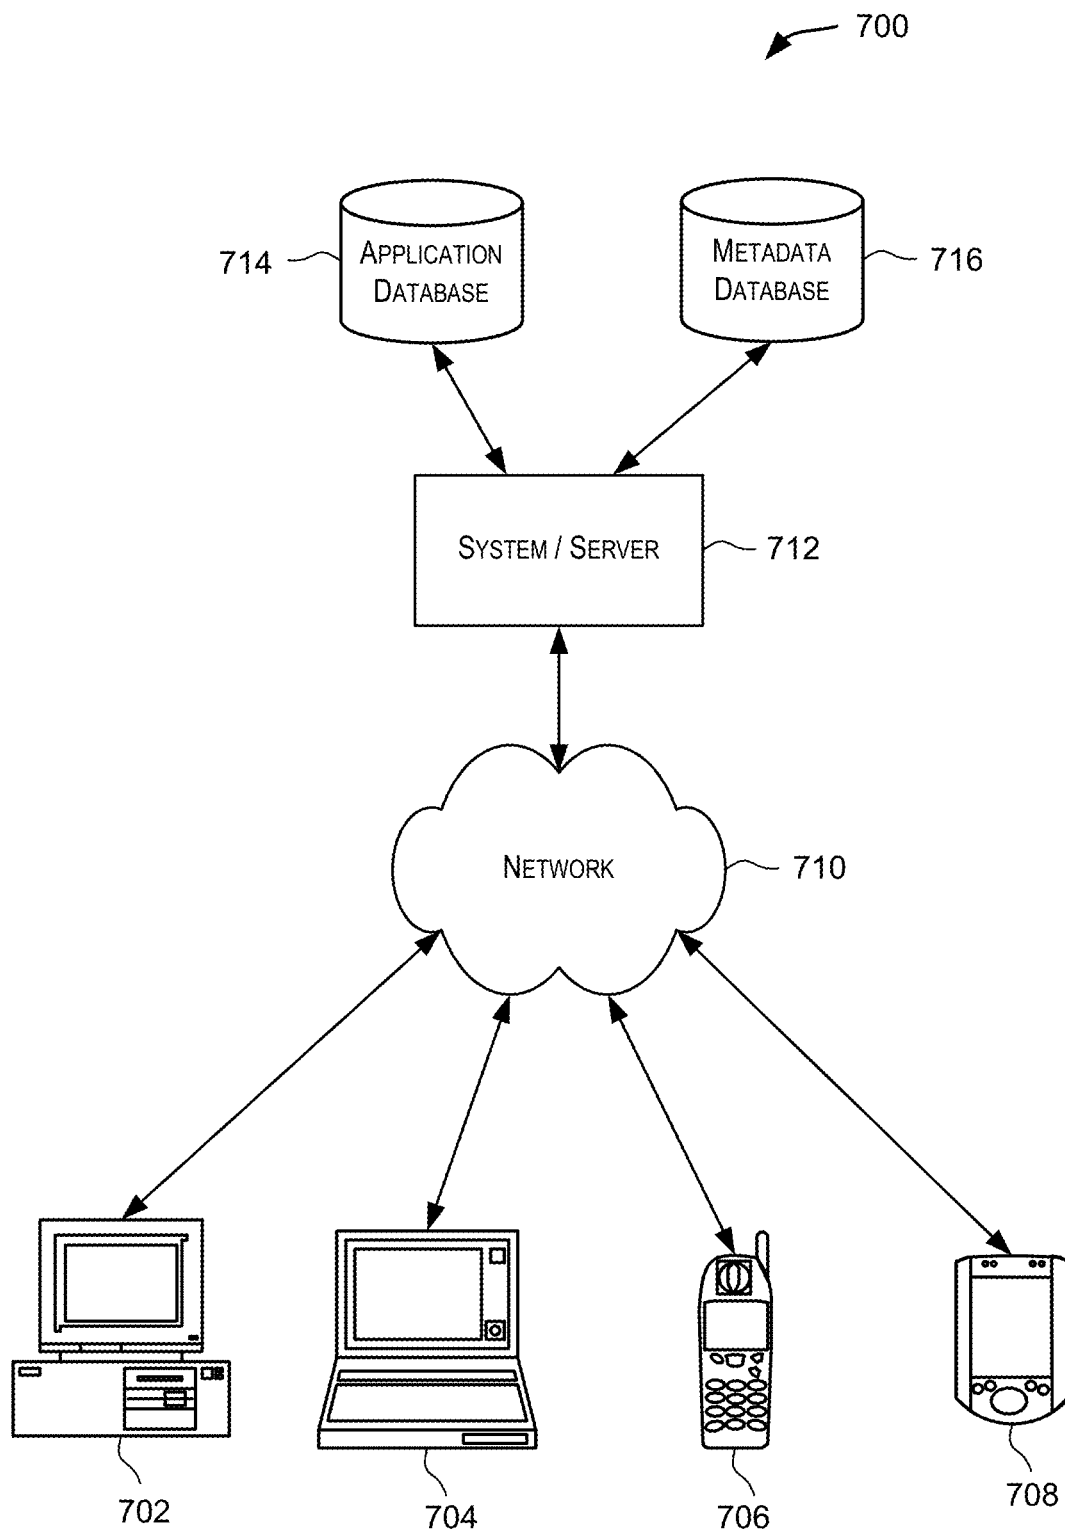 700
APPLICATION
DATABASE
714
METADATA
DATABASE
716
SYSTEM / SERVER
712
NETWORK
710
702
704
706
708